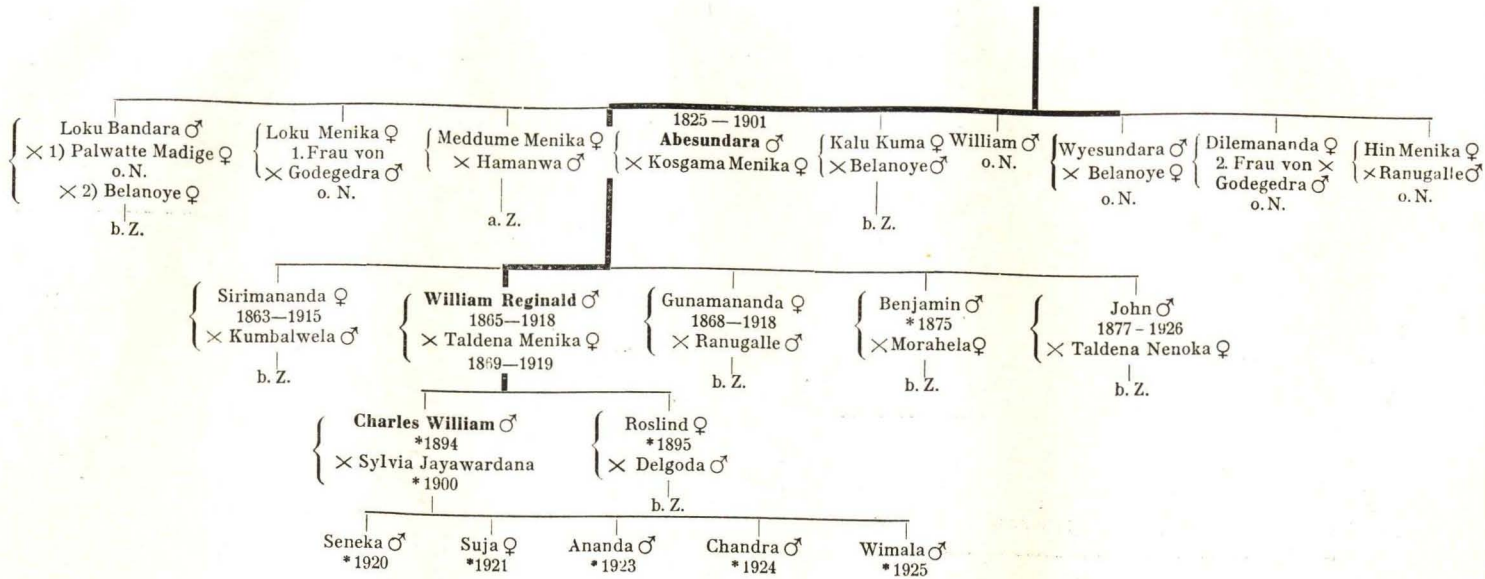 Loku Bandara ♂
× 1) Palwatte Madige ♀
o. N.
× 2) Belanoye ♀
b. Z.
Loku Menika ♀
1. Frau von
× Godegedra ♂
o. N.
Meddume Menika ♀
× Hamanwa ♂
a. Z.
1825 — 1901
Abesundara ♂
× Kosgama Menika ♀
Kalu Kuma ♀
× Belanoye ♂
b. Z.
William ♂
o. N.
Wyesundara ♂
× Belanoye ♀
o. N.
Dilemananda ♀
2. Frau von ×
Godegedra ♂
o. N.
Hin Menika ♀
× Ranugalle ♂
o. N.
Sirimananda ♀
1863—1915
× Kumbalwela ♂
b. Z.
William Reginald ♂
1865—1918
× Taldena Menika ♀
1869—1919
Gunamananda ♀
1868—1918
× Ranugalle ♂
b. Z.
Benjamin ♂
*1875
× Morahela ♀
b. Z.
John ♂
1877 - 1926
× Taldena Nenoka ♀
b. Z.
Charles William ♂
*1894
× Sylvia Jayawardana
*1900
Roslind ♀
*1895
× Delgoda ♂
b. Z.
Seneka ♂
*1920
Suja ♀
*1921
Ananda ♂
*1923
Chandra ♂
*1924
Wimala ♂
*1925